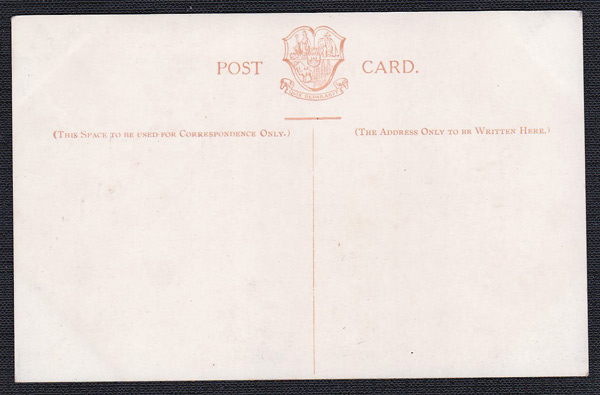 POST CARD.
(THIS SPACE TO BE USED FOR CORRESPONDENCE ONLY.)
(THE ADDRESS ONLY TO BE WRITTEN HERE.)